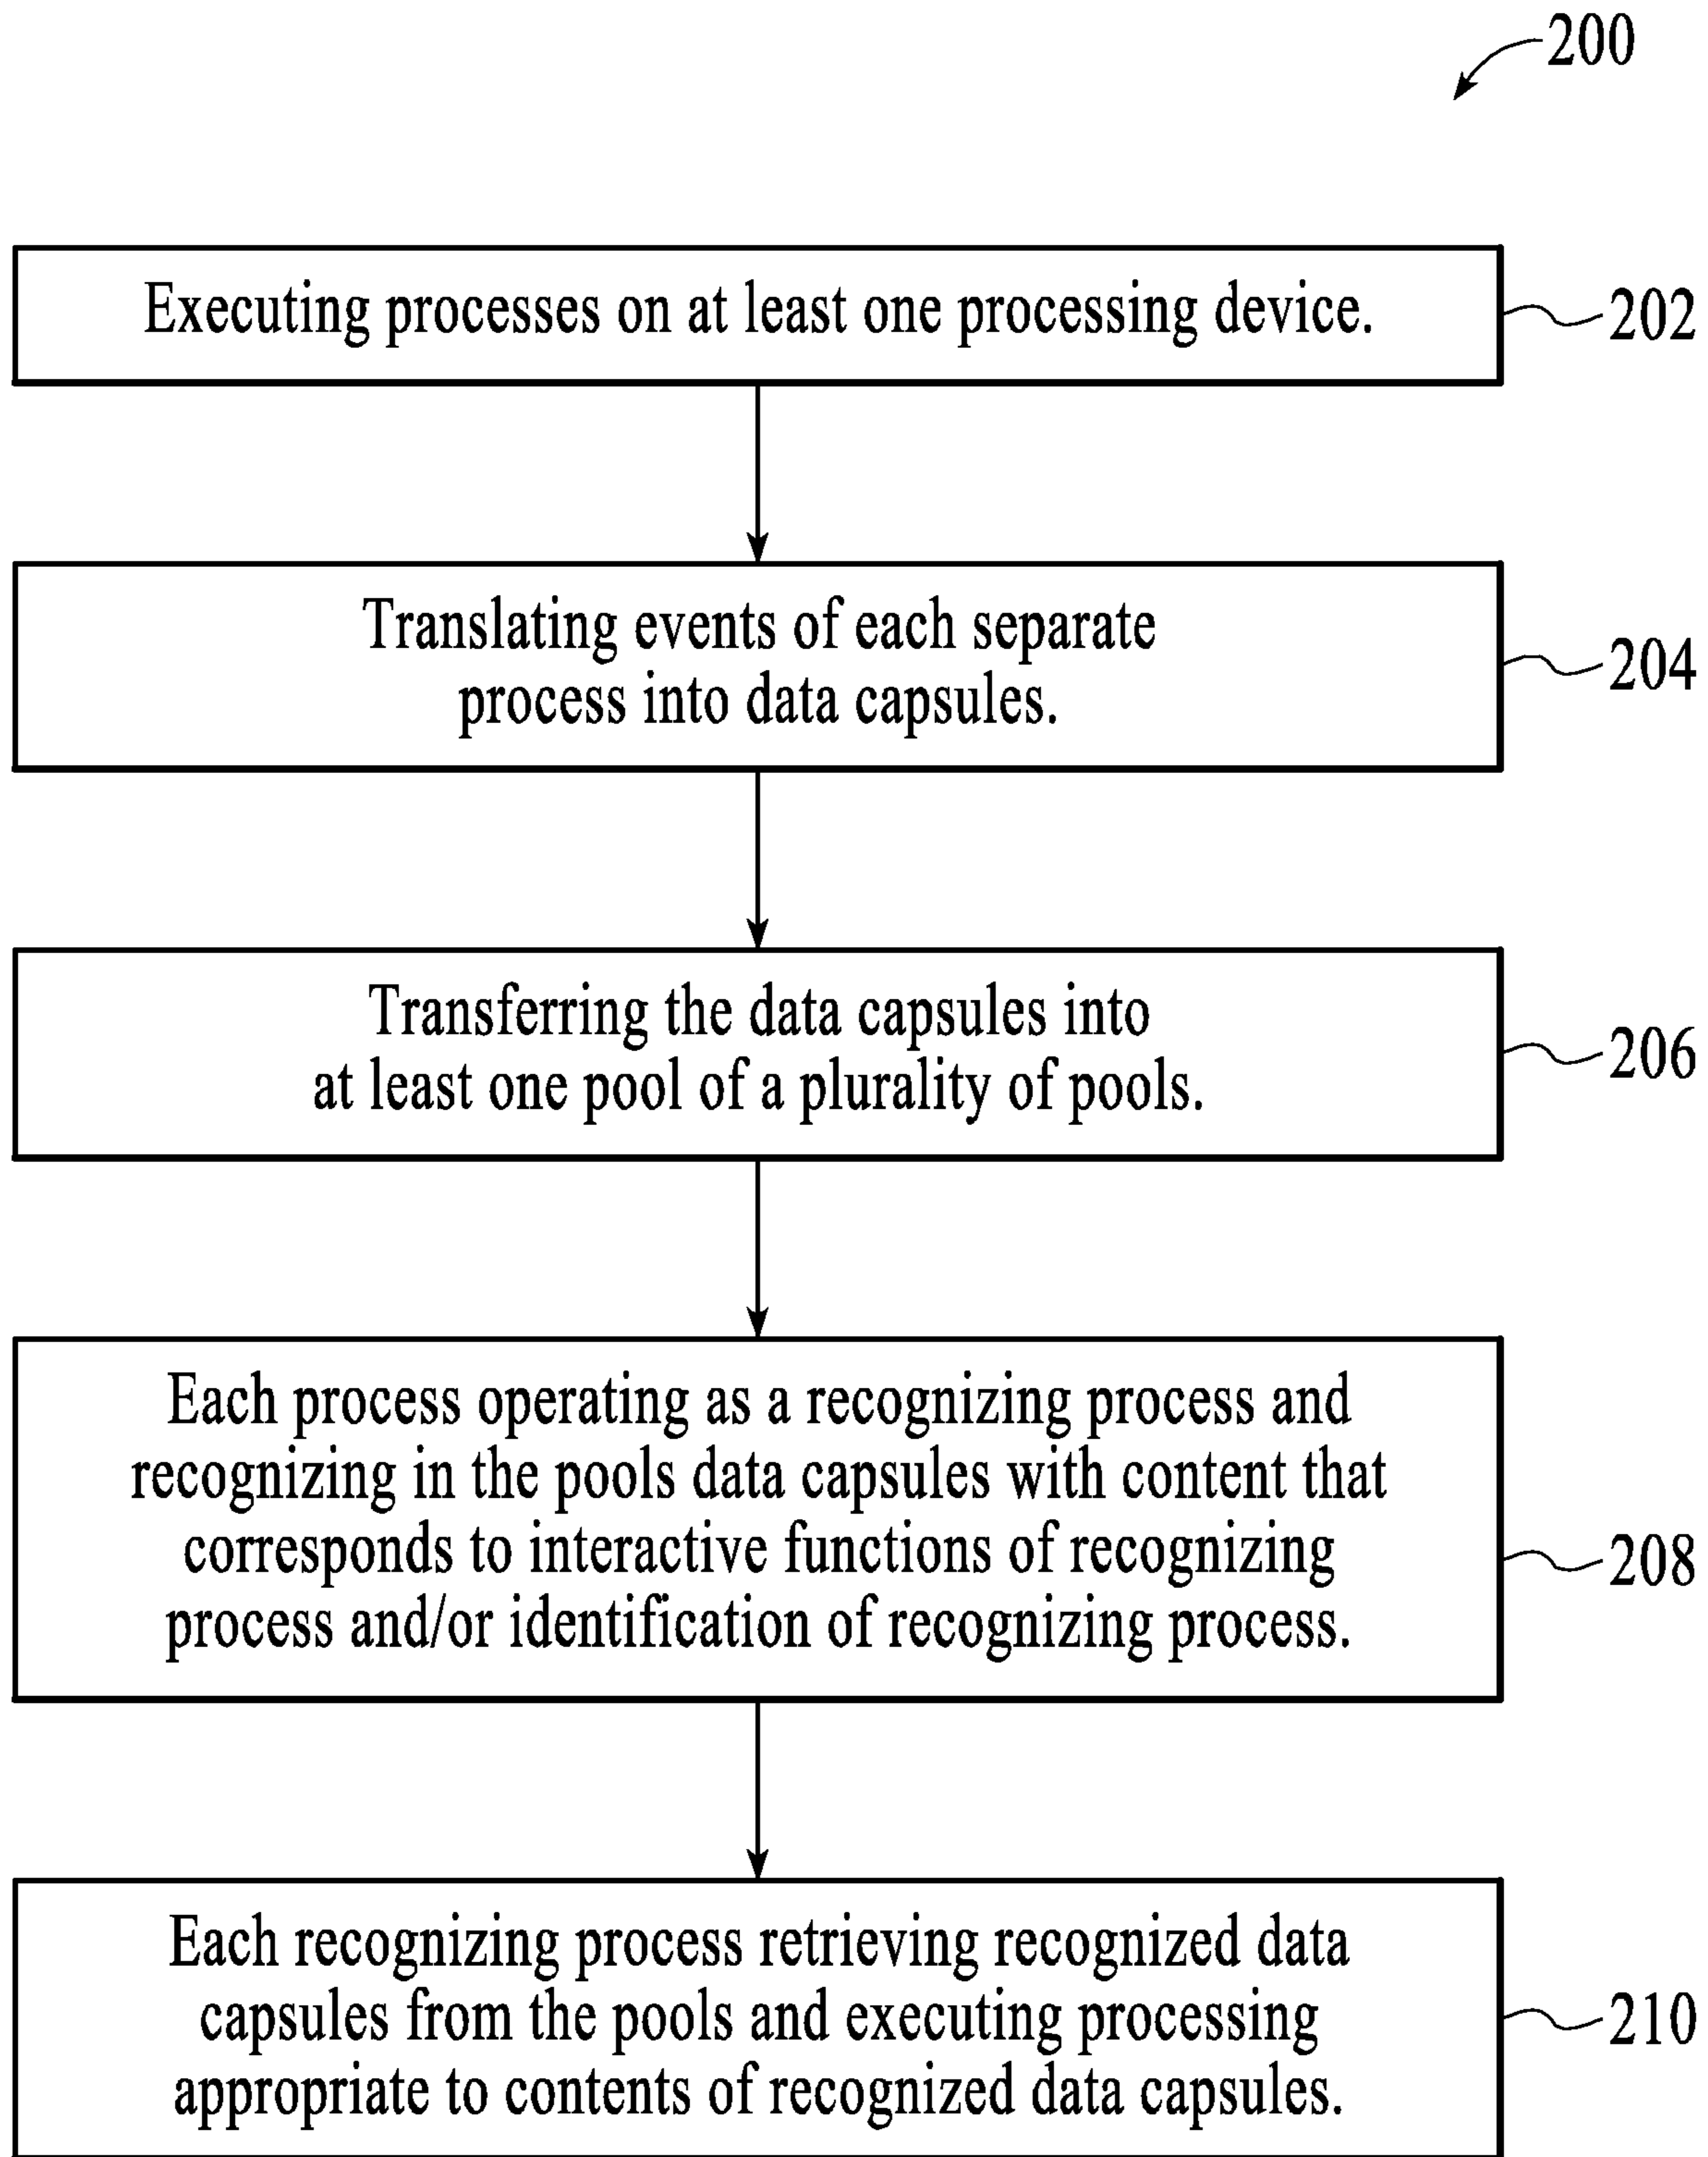 200
Executing processes on at least one processing device.
202
Translating events of each separate
process into data capsules.
204
Transferring the data capsules into
at least one pool of a plurality of pools.
206
Each process operating as a recognizing process and
recognizing in the pools data capsules with content that
corresponds to interactive functions of recognizing
process and/or identification of recognizing process.
208
Each recognizing process retrieving recognized data
capsules from the pools and executing processing
appropriate to contents of recognized data capsules.
210